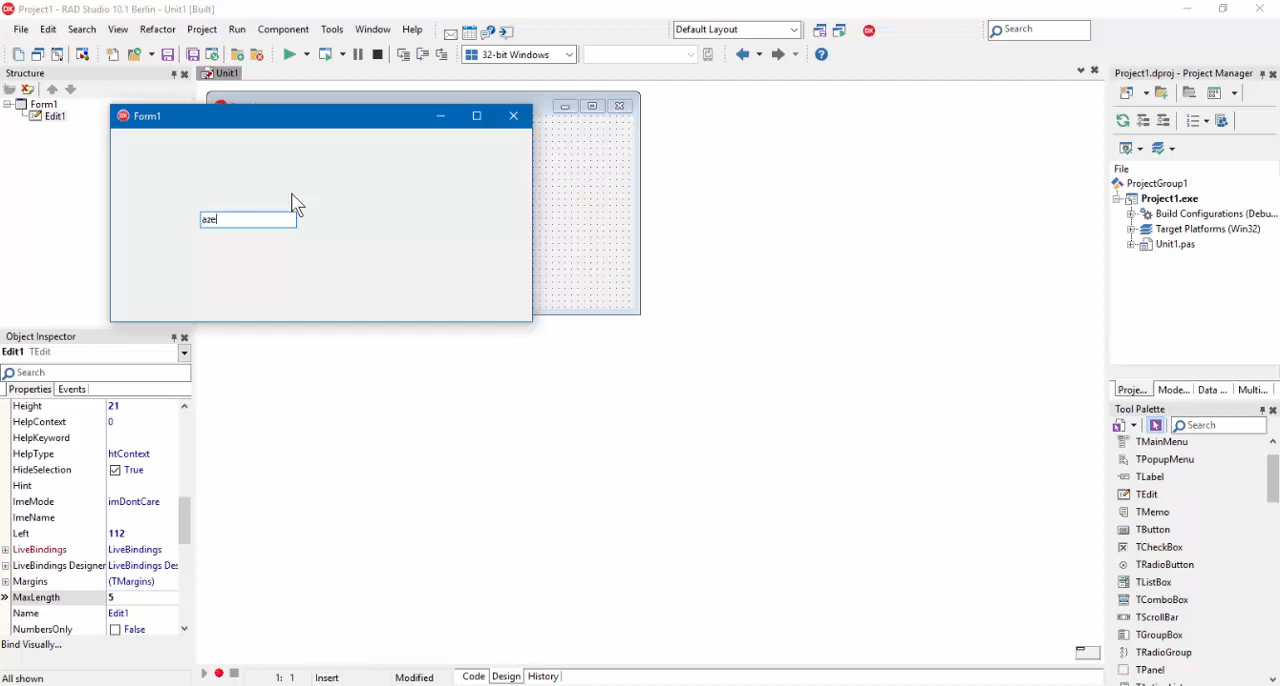 Project1 - RAD Studio 10.1 Berlin - Unit1 [Built]
File Edit Search View Refactor Project Run Component Tools Window Help
Default Layout
Search
32-bit Windows
Structure
Unit1
Project1.dproj - Project Manager
Form1
Edit1
Form1
aze
File
ProjectGroup1
Project1.exe
Build Configurations (Debu...
Target Platforms (Win32)
Unit1.pas
Object Inspector
Edit1 TEdit
Search
Properties Events
Height 21
HelpContext 0
HelpKeyword
HelpType htContext
HideSelection True
Hint
ImeMode imDontCare
ImeName
Left 112
LiveBindings LiveBindings
LiveBindings Designer LiveBindings Des
Margins (TMargins)
MaxLength 5
Name Edit1
NumbersOnly False
Bind Visually...
All shown
Proje... Mode... Data ... Multi...
Tool Palette
Search
TMainMenu
TPopupMenu
TLabel
TEdit
TMemo
TButton
TCheckBox
TRadioButton
TListBox
TComboBox
TScrollBar
TGroupBox
TRadioGroup
TPanel
1: 1 Insert Modified Code Design History